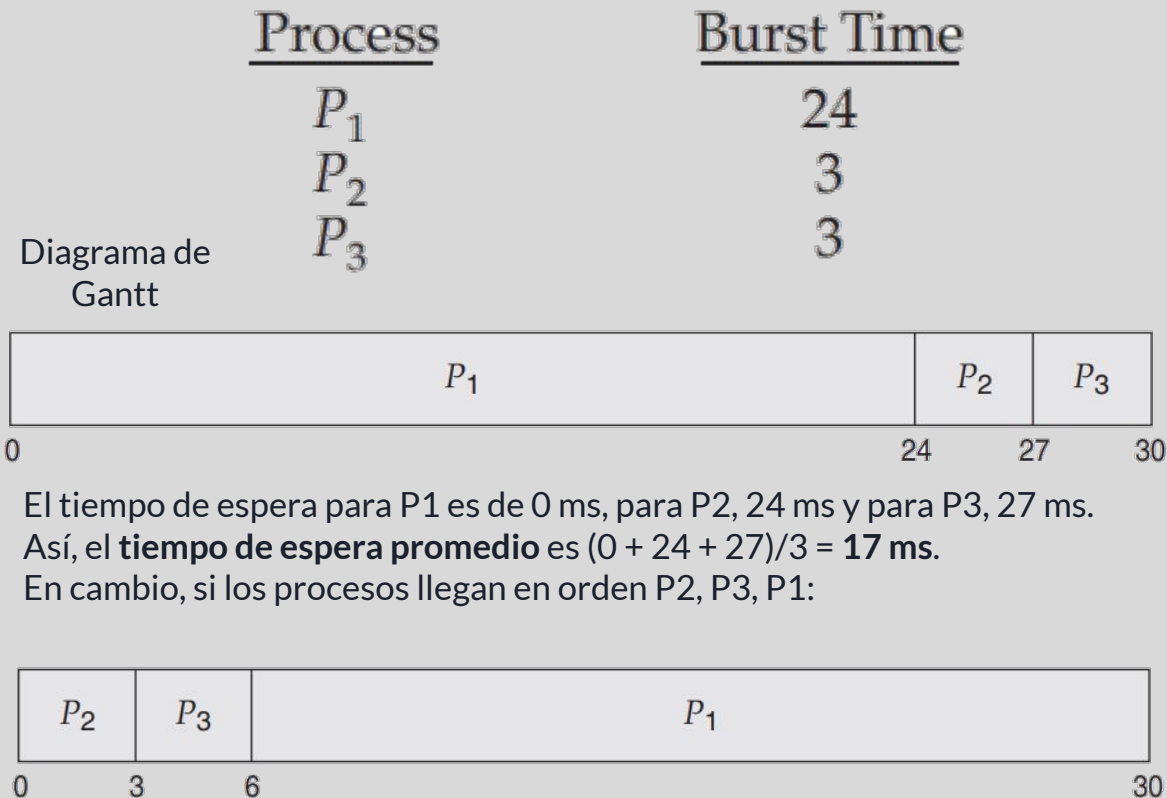 Process Burst Time
P1 24
P2 3
P3 3
Diagrama de
Gantt
P1 P2 P3
0 24 27 30
El tiempo de espera para P1 es de 0 ms, para P2, 24 ms y para P3, 27 ms.
Así, el tiempo de espera promedio es (0 + 24 + 27)/3 = 17 ms.
En cambio, si los procesos llegan en orden P2, P3, P1:
P2 P3 P1
0 3 6 30